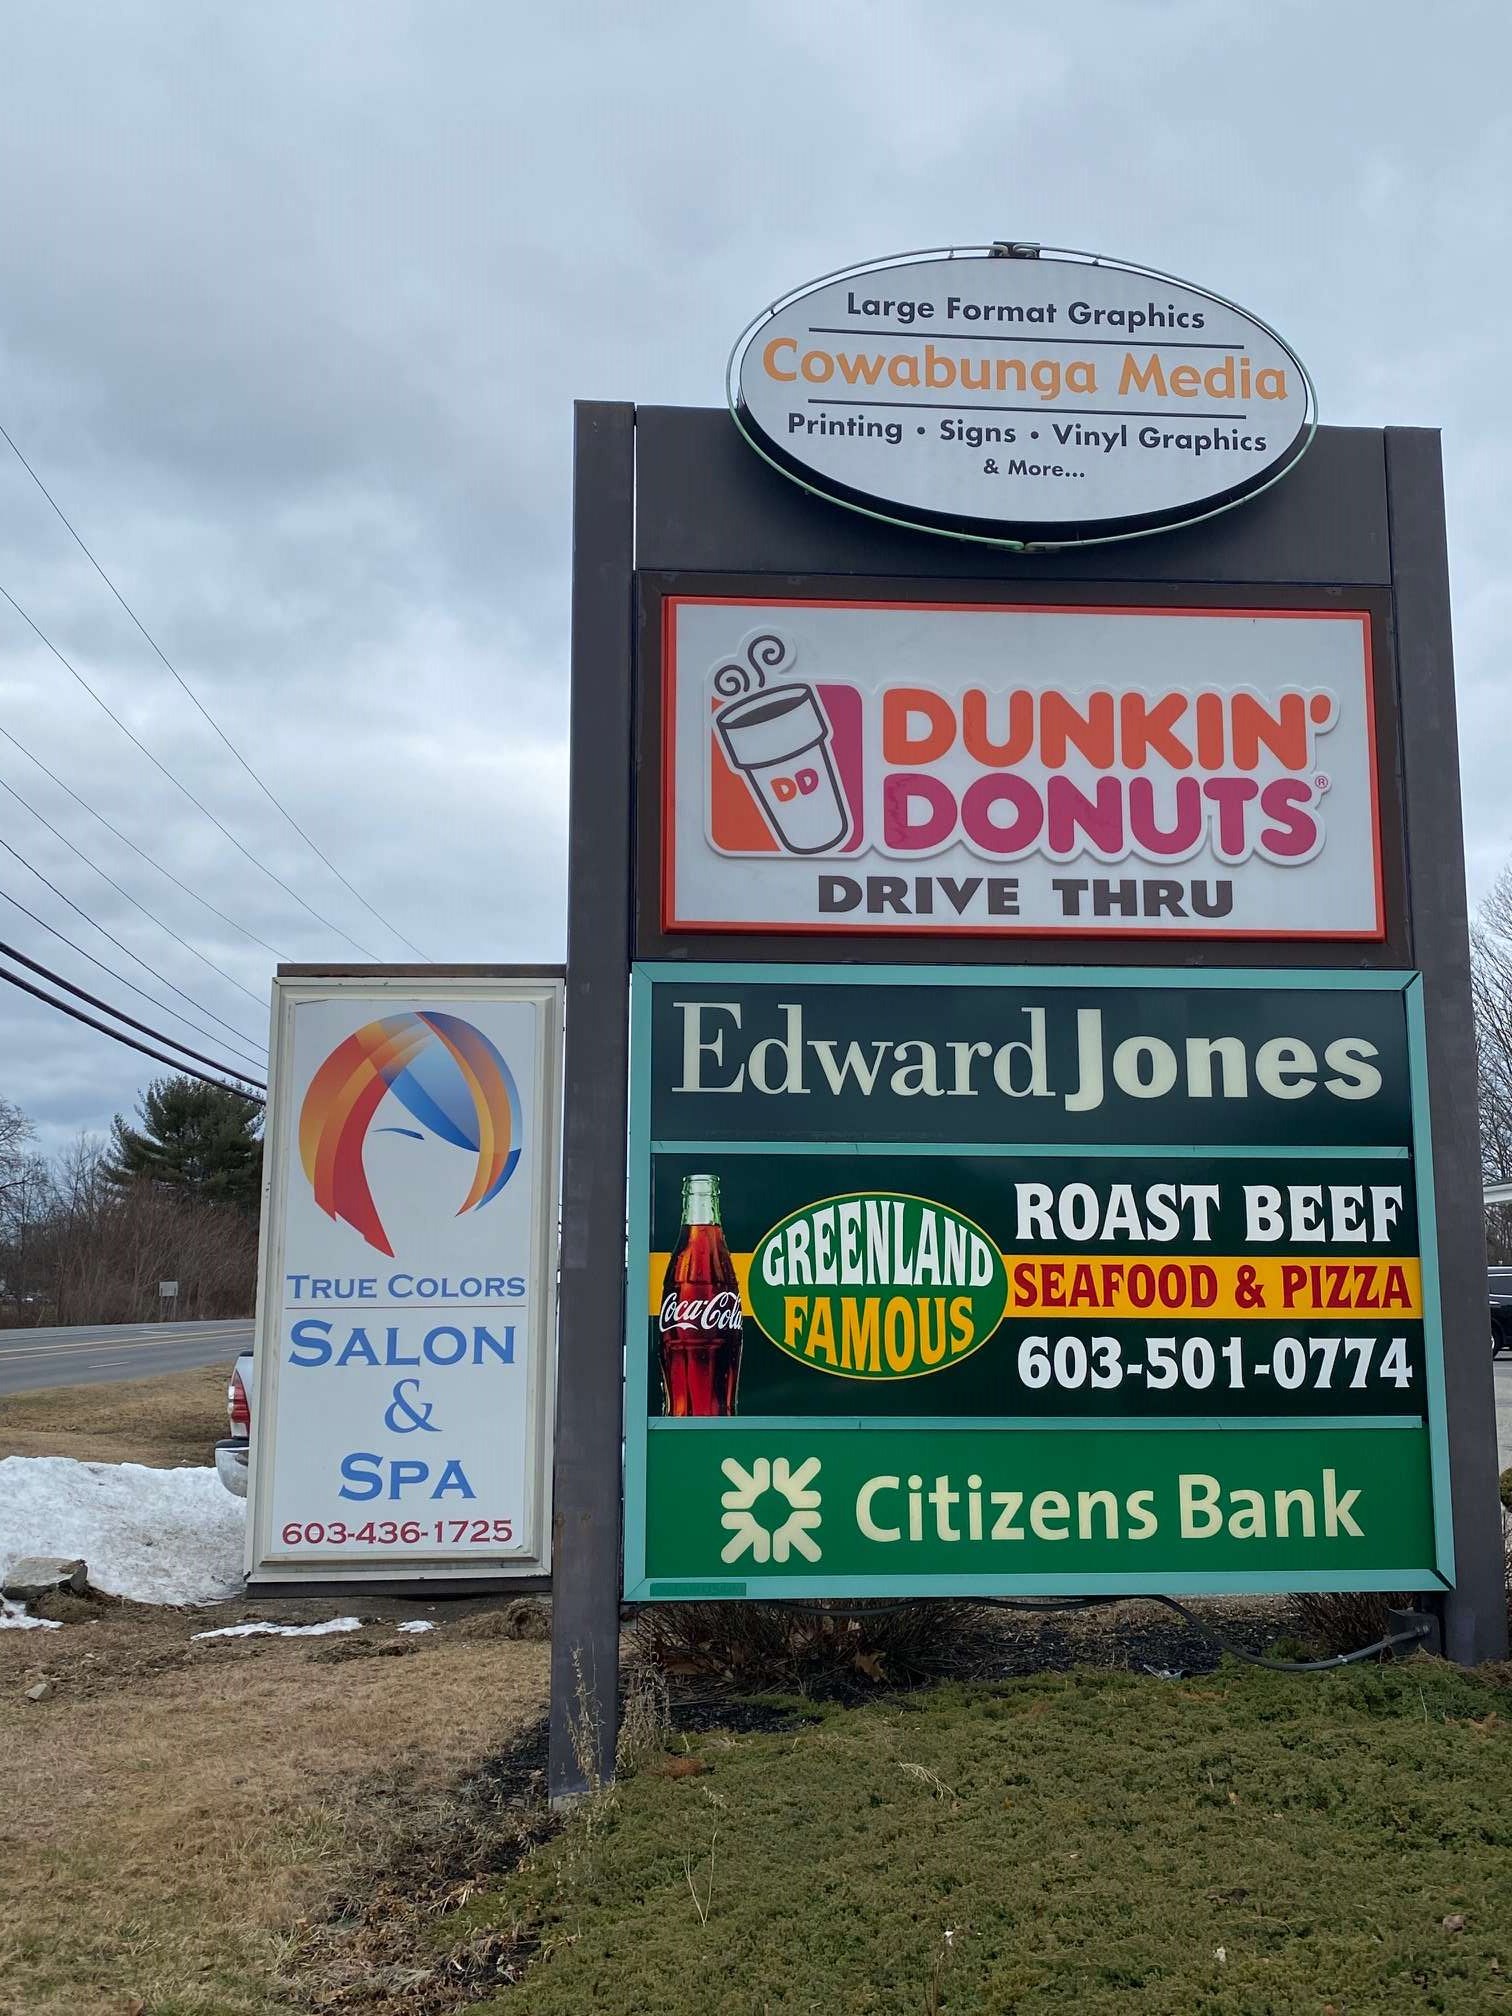 Large Format Graphics
Cowabunga Media
Printing • Signs • Vinyl Graphics
& More...
DD
DUNKIN'
DONUTS®
DRIVE THRU
Edward Jones
Coca-Cola
GREENLAND
FAMOUS
ROAST BEEF
SEAFOOD & PIZZA
603-501-0774
Citizens Bank
TRUE COLORS
SALON
&
SPA
603-436-1725